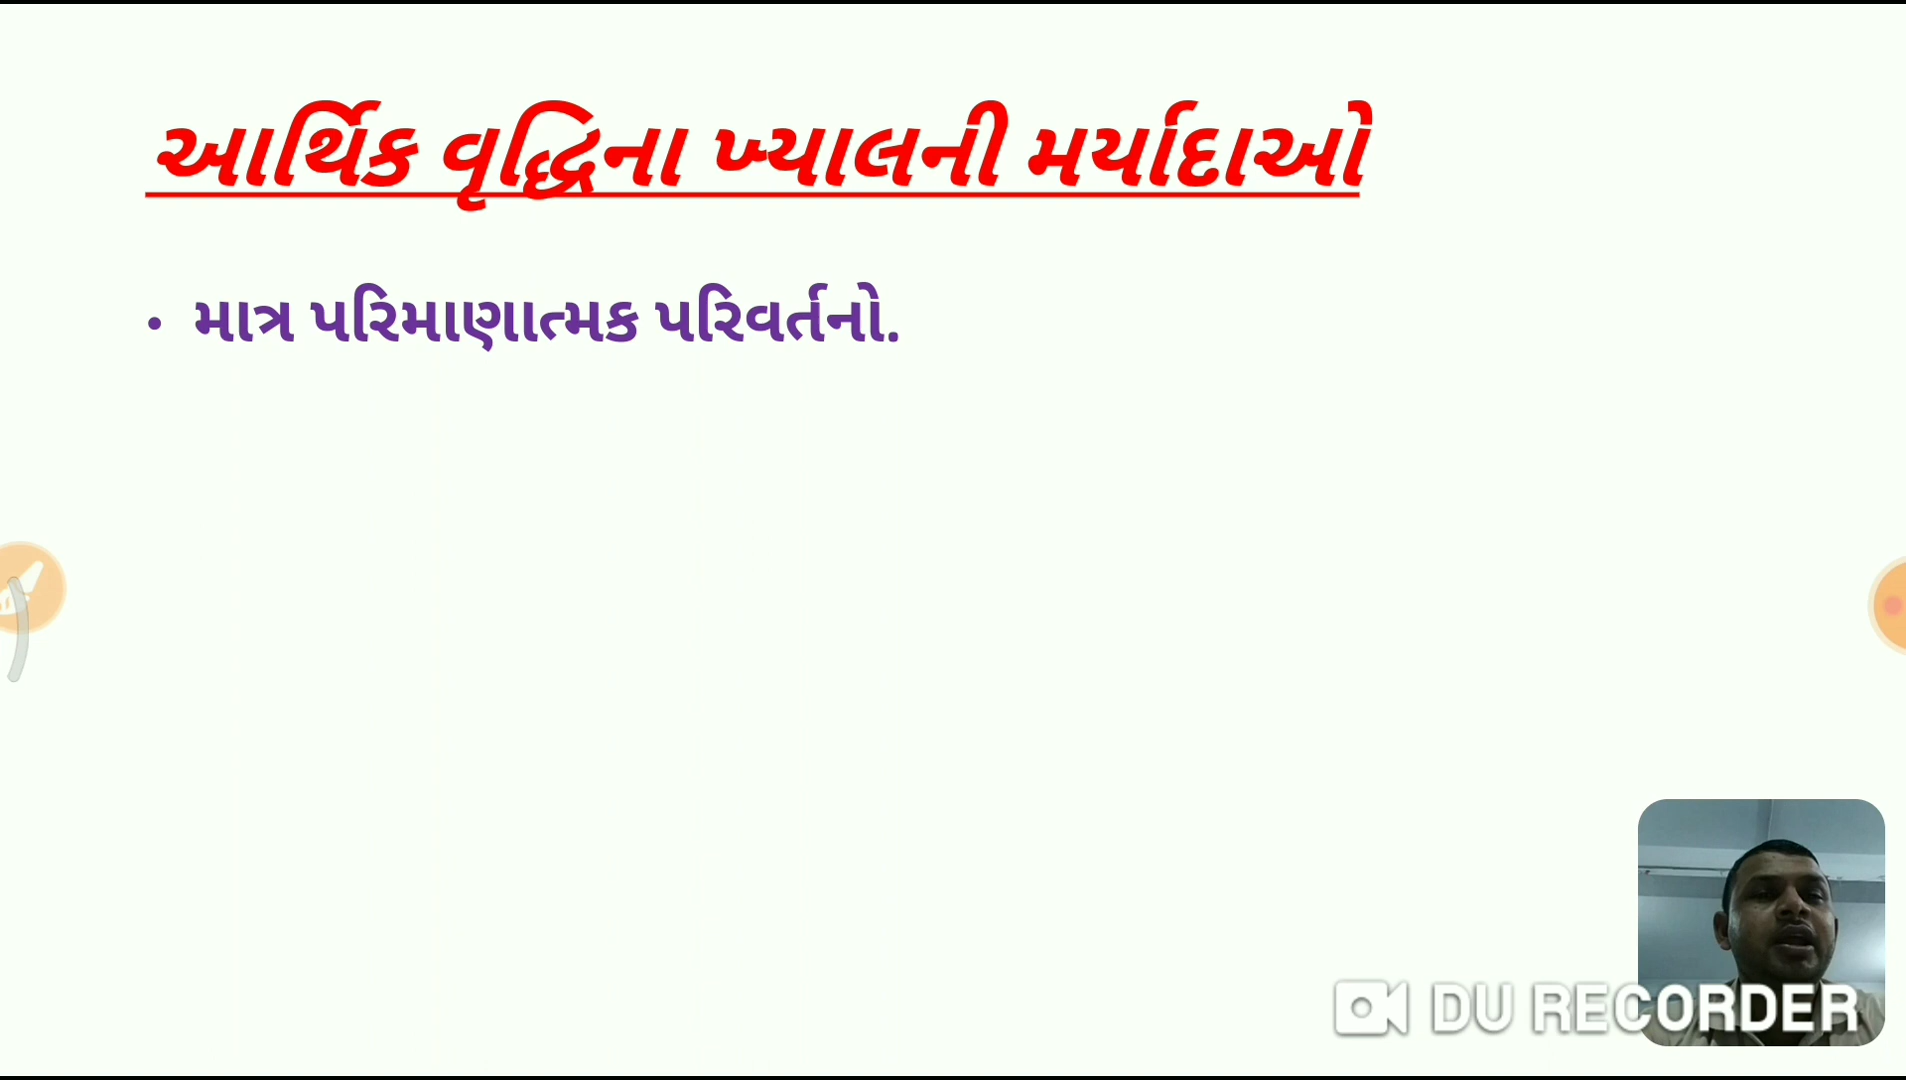 આર્થિક વૃદ્ધિના ખ્યાલની મર્યાદાઓ
• માત્ર પરિમાણાત્મક પરિવર્તનો.
DU RECORDER